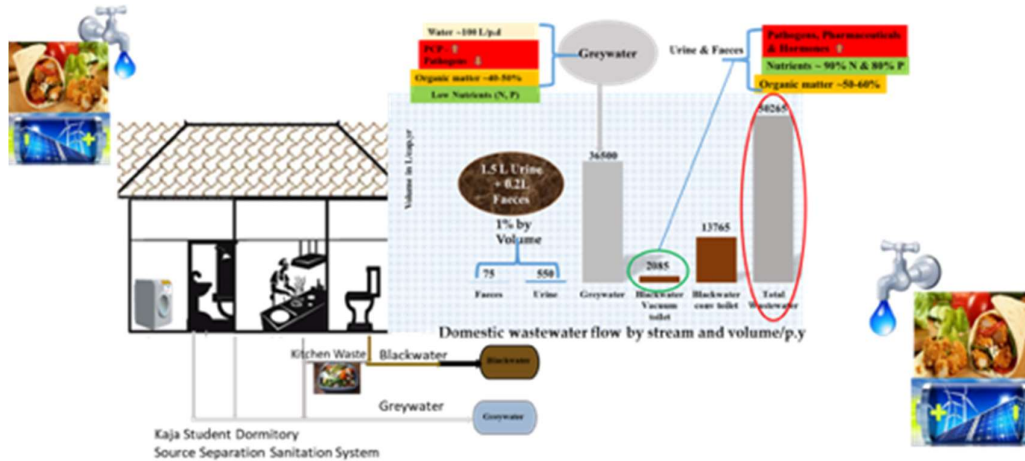 Water ~100 L/p.d
PCP ⇧
Pathogens ⇩
Organic matter ~40-50%
Low Nutrients (N, P)
Greywater
Urine & Faeces
Pathogens, Pharmaceuticals
& Hormones ⇧
Nutrients ~ 90% N & 80% P
Organic matter ~50-60%
Volume in L/cap.yr
1.5 L Urine
+ 0.2L
Faeces
1% by
Volume
75
550
36500
2085
13765
50265
Faeces
Urine
Greywater
Blackwater
Vacuum
toilet
Blackwater
conv toilet
Total
Wastewater
Domestic wastewater flow by stream and volume/p.y
Kitchen Waste
Blackwater
Blackwater
Greywater
Greywater
Kaja Student Dormitory
Source Separation Sanitation System